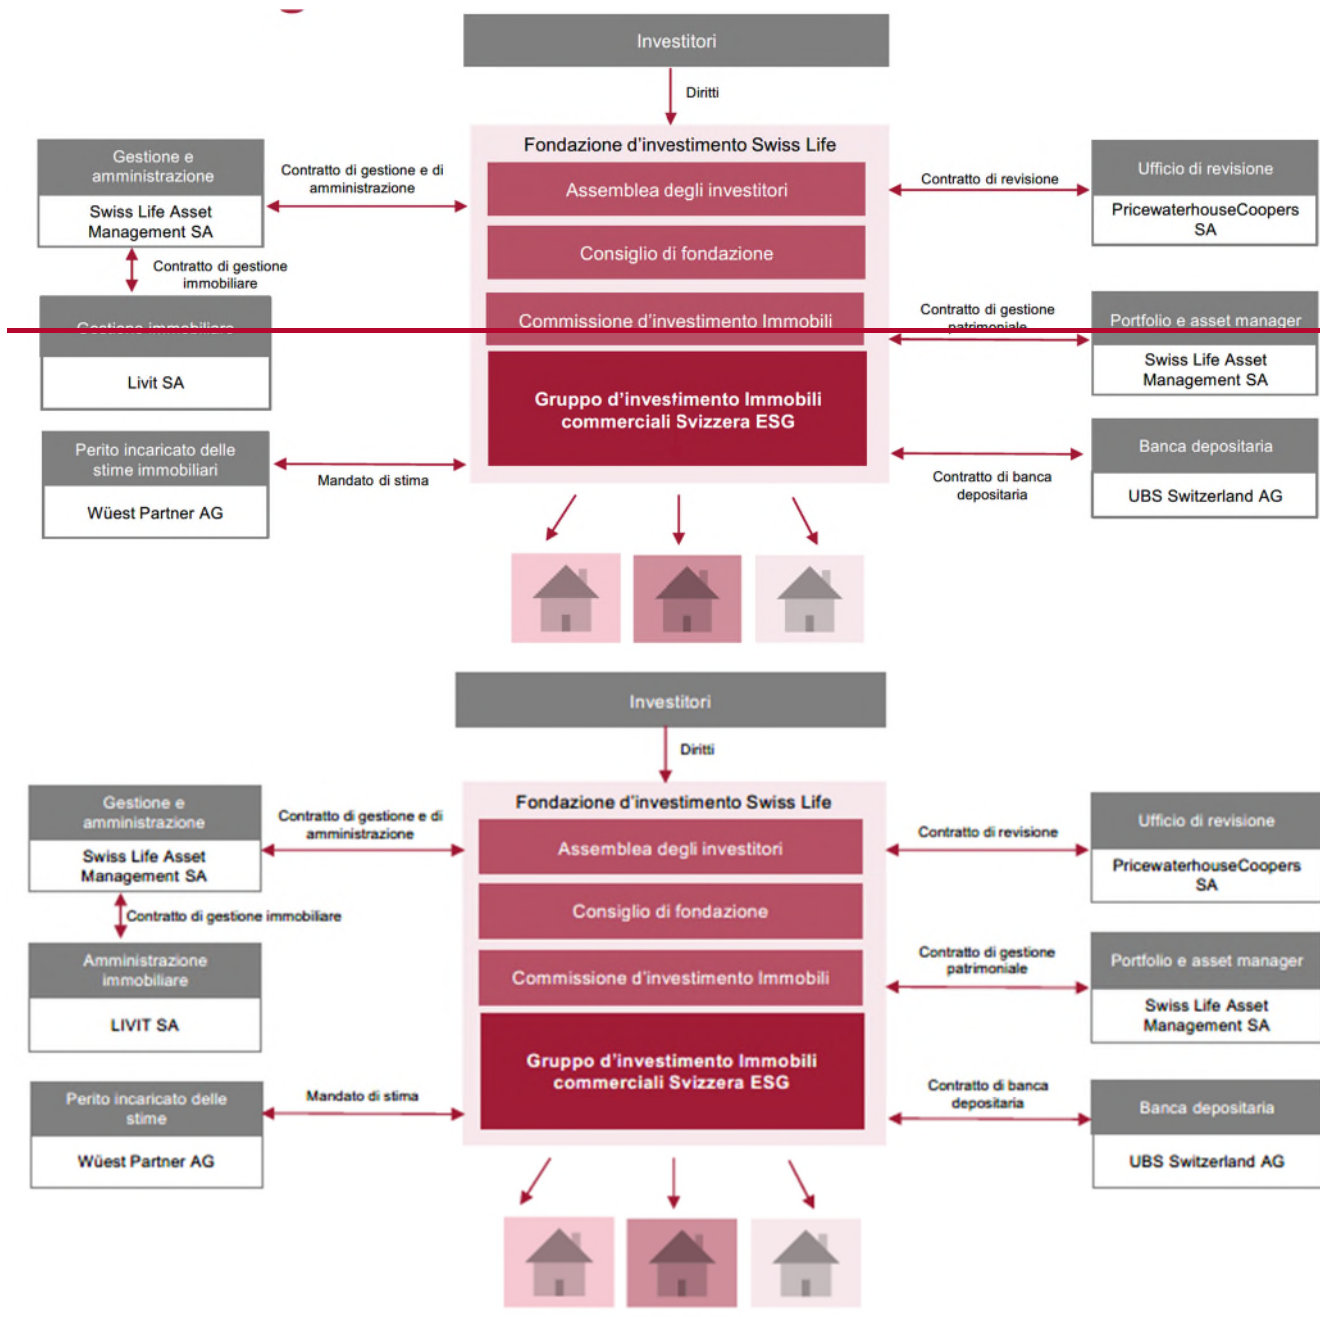 Investitori
Diritti
Fondazione d'investimento Swiss Life
Gestione e
amministrazione
Swiss Life Asset
Management SA
Contratto di gestione e di
amministrazione
Assemblea degli investitori
Contratto di revisione
Ufficio di revisione
PricewaterhouseCoopers
SA
Contratto di gestione
immobiliare
Consiglio di fondazione
Gestione immobiliare
Livit SA
Commissione d'investimento Immobili
Contratto di gestione
patrimoniale
Portfolio e asset manager
Swiss Life Asset
Management SA
Gruppo d'investimento Immobili
commerciali Svizzera ESG
Perito incaricato delle
stime immobiliari
Wüest Partner AG
Mandato di stima
Contratto di banca
depositaria
Banca depositaria
UBS Switzerland AG
Investitori
Diritti
Fondazione d'investimento Swiss Life
Gestione e
amministrazione
Swiss Life Asset
Management SA
Contratto di gestione e di
amministrazione
Assemblea degli investitori
Contratto di revisione
Ufficio di revisione
PricewaterhouseCoopers
SA
Contratto di gestione immobiliare
Consiglio di fondazione
Amministrazione
immobiliare
LIVIT SA
Commissione d'investimento Immobili
Contratto di gestione
patrimoniale
Portfolio e asset manager
Swiss Life Asset
Management SA
Gruppo d'investimento Immobili
commerciali Svizzera ESG
Perito incaricato delle
stime
Wüest Partner AG
Mandato di stima
Contratto di banca
depositaria
Banca depositaria
UBS Switzerland AG